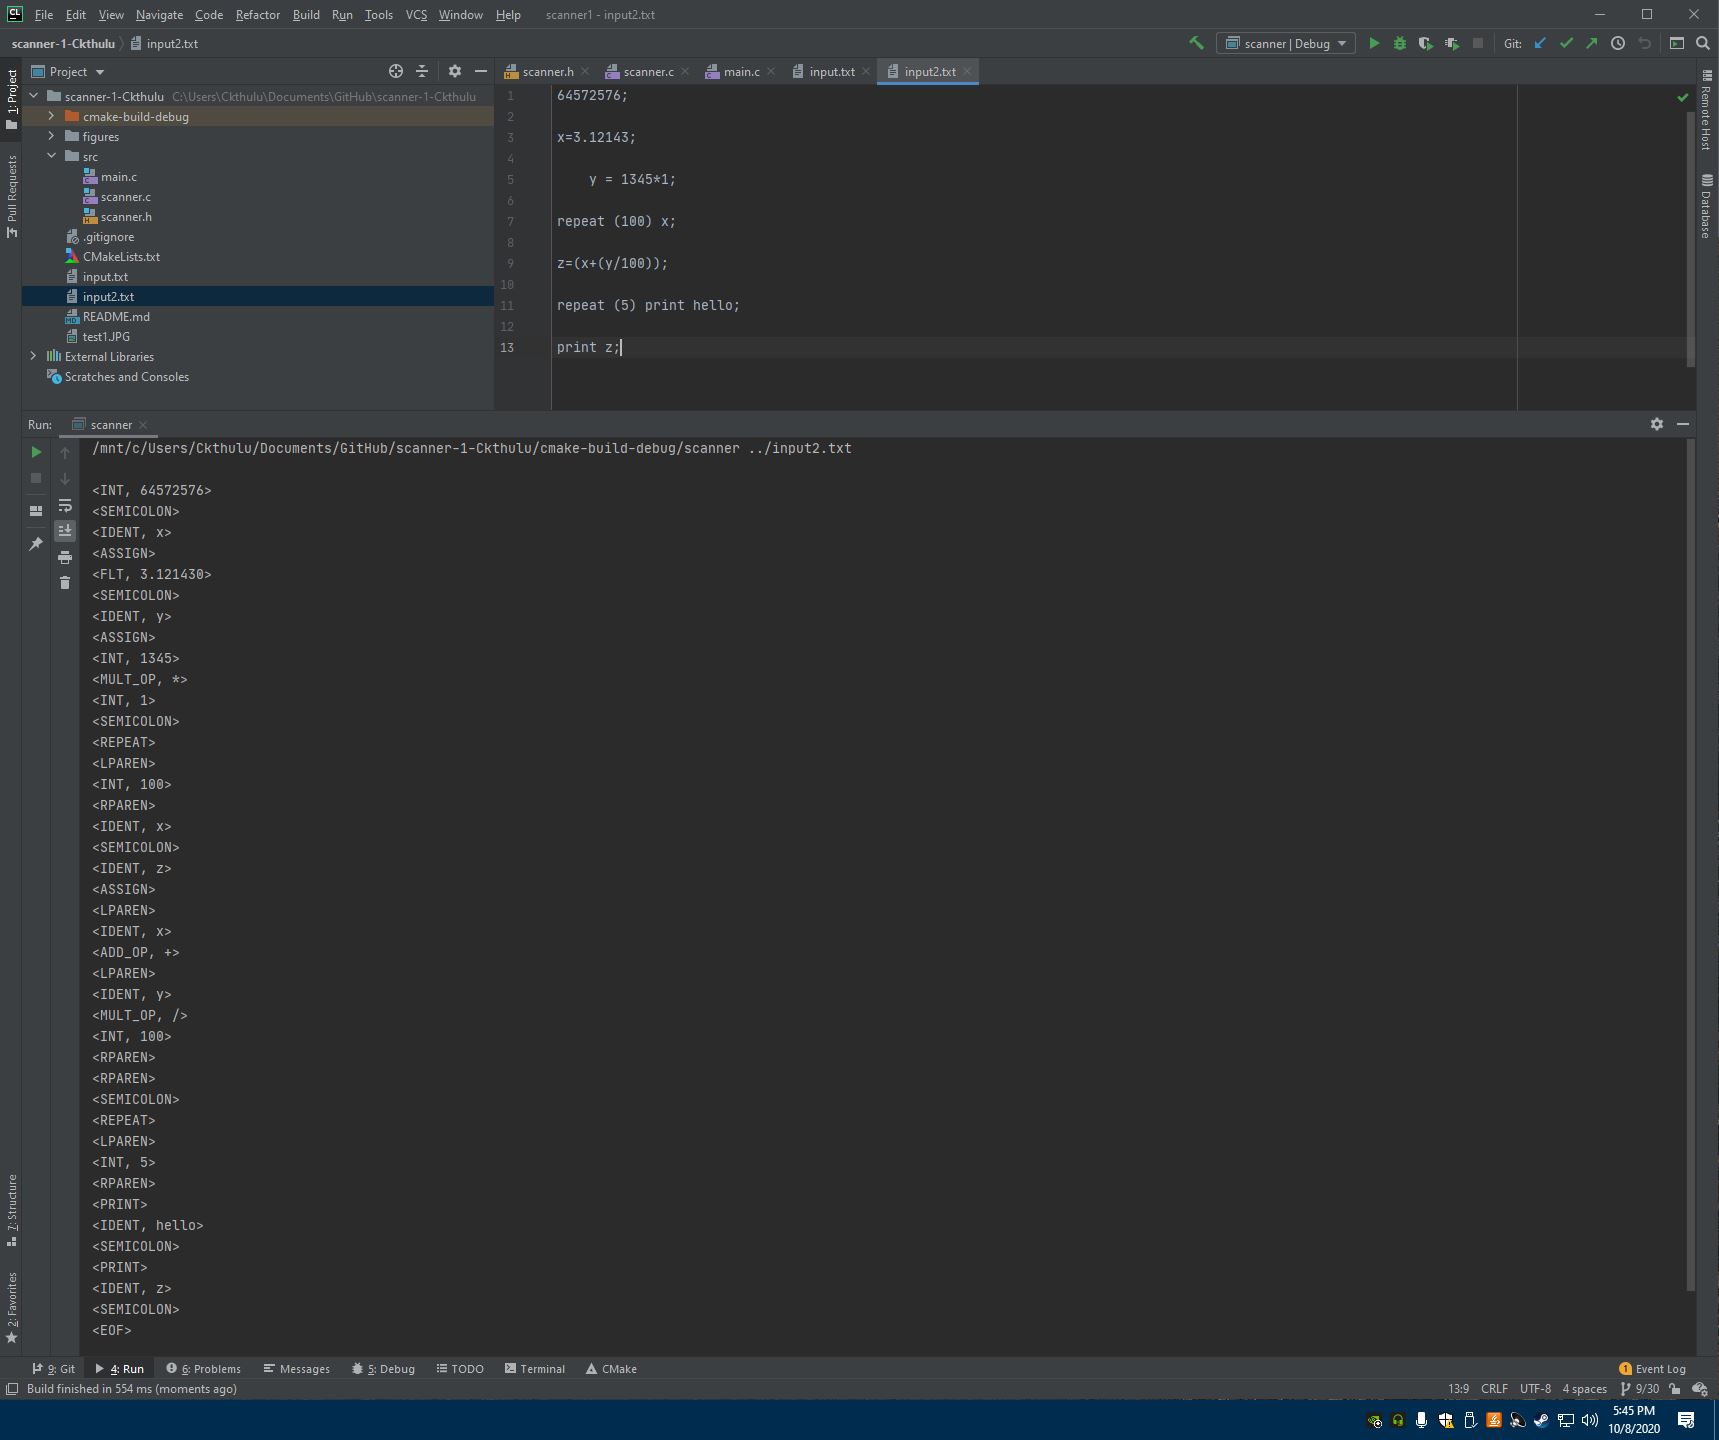 File Edit View Navigate Code Refactor Build Run Tools VCS Window Help scanner1 - input2.txt
scanner-1-Ckthulu input2.txt scanner | Debug Git:
Project scanner.h scanner.c main.c input.txt input2.txt
1: Project
Pull Requests
scanner-1-Ckthulu C:\Users\Ckthulu\Documents\GitHub\scanner-1-Ckthulu
cmake-build-debug
figures
src
main.c
scanner.c
scanner.h
.gitignore
CMakeLists.txt
input.txt
input2.txt
README.md
test1.JPG
External Libraries
Scratches and Consoles
1 64572576;
2
3 x=3.12143;
4
5 y = 1345*1;
6
7 repeat (100) x;
8
9 z=(x+(y/100));
10
11 repeat (5) print hello;
12
13 print z;
Remote Host
Database
Run: scanner
/mnt/c/Users/Ckthulu/Documents/GitHub/scanner-1-Ckthulu/cmake-build-debug/scanner ../input2.txt
<INT, 64572576>
<SEMICOLON>
<IDENT, x>
<ASSIGN>
<FLT, 3.121430>
<SEMICOLON>
<IDENT, y>
<ASSIGN>
<INT, 1345>
<MULT_OP, *>
<INT, 1>
<SEMICOLON>
<REPEAT>
<LPAREN>
<INT, 100>
<RPAREN>
<IDENT, x>
<SEMICOLON>
<IDENT, z>
<ASSIGN>
<LPAREN>
<IDENT, x>
<ADD_OP, +>
<LPAREN>
<IDENT, y>
<MULT_OP, />
<INT, 100>
<RPAREN>
<RPAREN>
<SEMICOLON>
<REPEAT>
<LPAREN>
<INT, 5>
<RPAREN>
<PRINT>
<IDENT, hello>
<SEMICOLON>
<PRINT>
<IDENT, z>
<SEMICOLON>
<EOF>
7: Structure
2: Favorites
9: Git 4: Run 6: Problems Messages 5: Debug TODO Terminal CMake 1 Event Log
Build finished in 554 ms (moments ago) 13:9 CRLF UTF-8 4 spaces 9/30
5:45 PM
10/8/2020